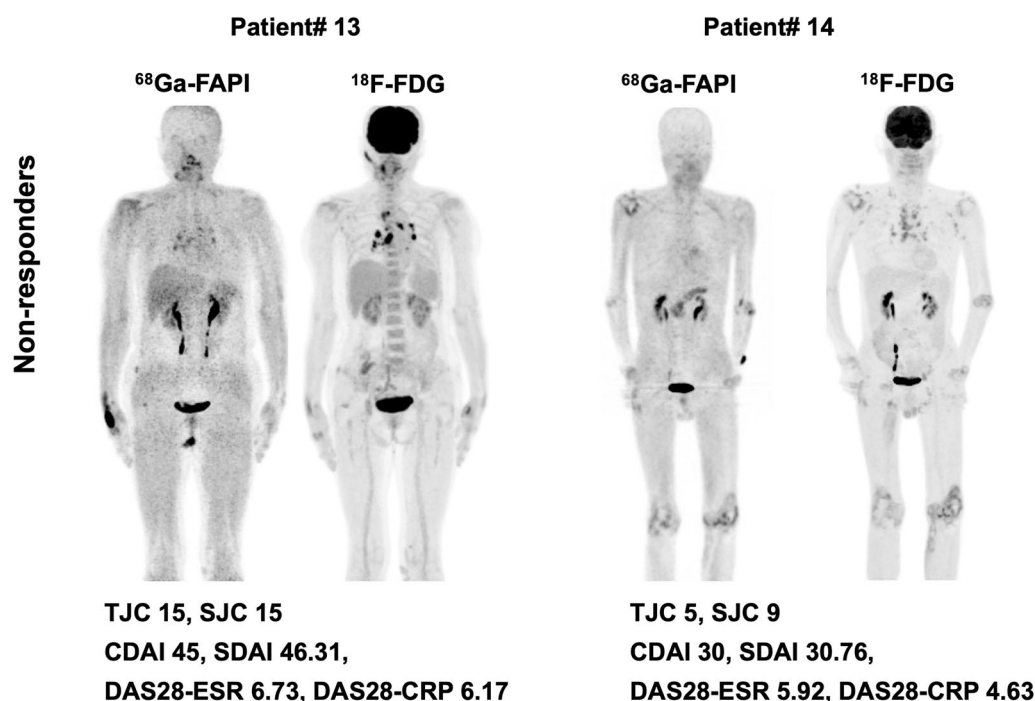 Patient# 13
Patient# 14
⁶⁸Ga-FAPI
¹⁸F-FDG
⁶⁸Ga-FAPI
¹⁸F-FDG
Non-responders
TJC 15, SJC 15
CDAI 45, SDAI 46.31,
DAS28-ESR 6.73, DAS28-CRP 6.17
TJC 5, SJC 9
CDAI 30, SDAI 30.76,
DAS28-ESR 5.92, DAS28-CRP 4.63